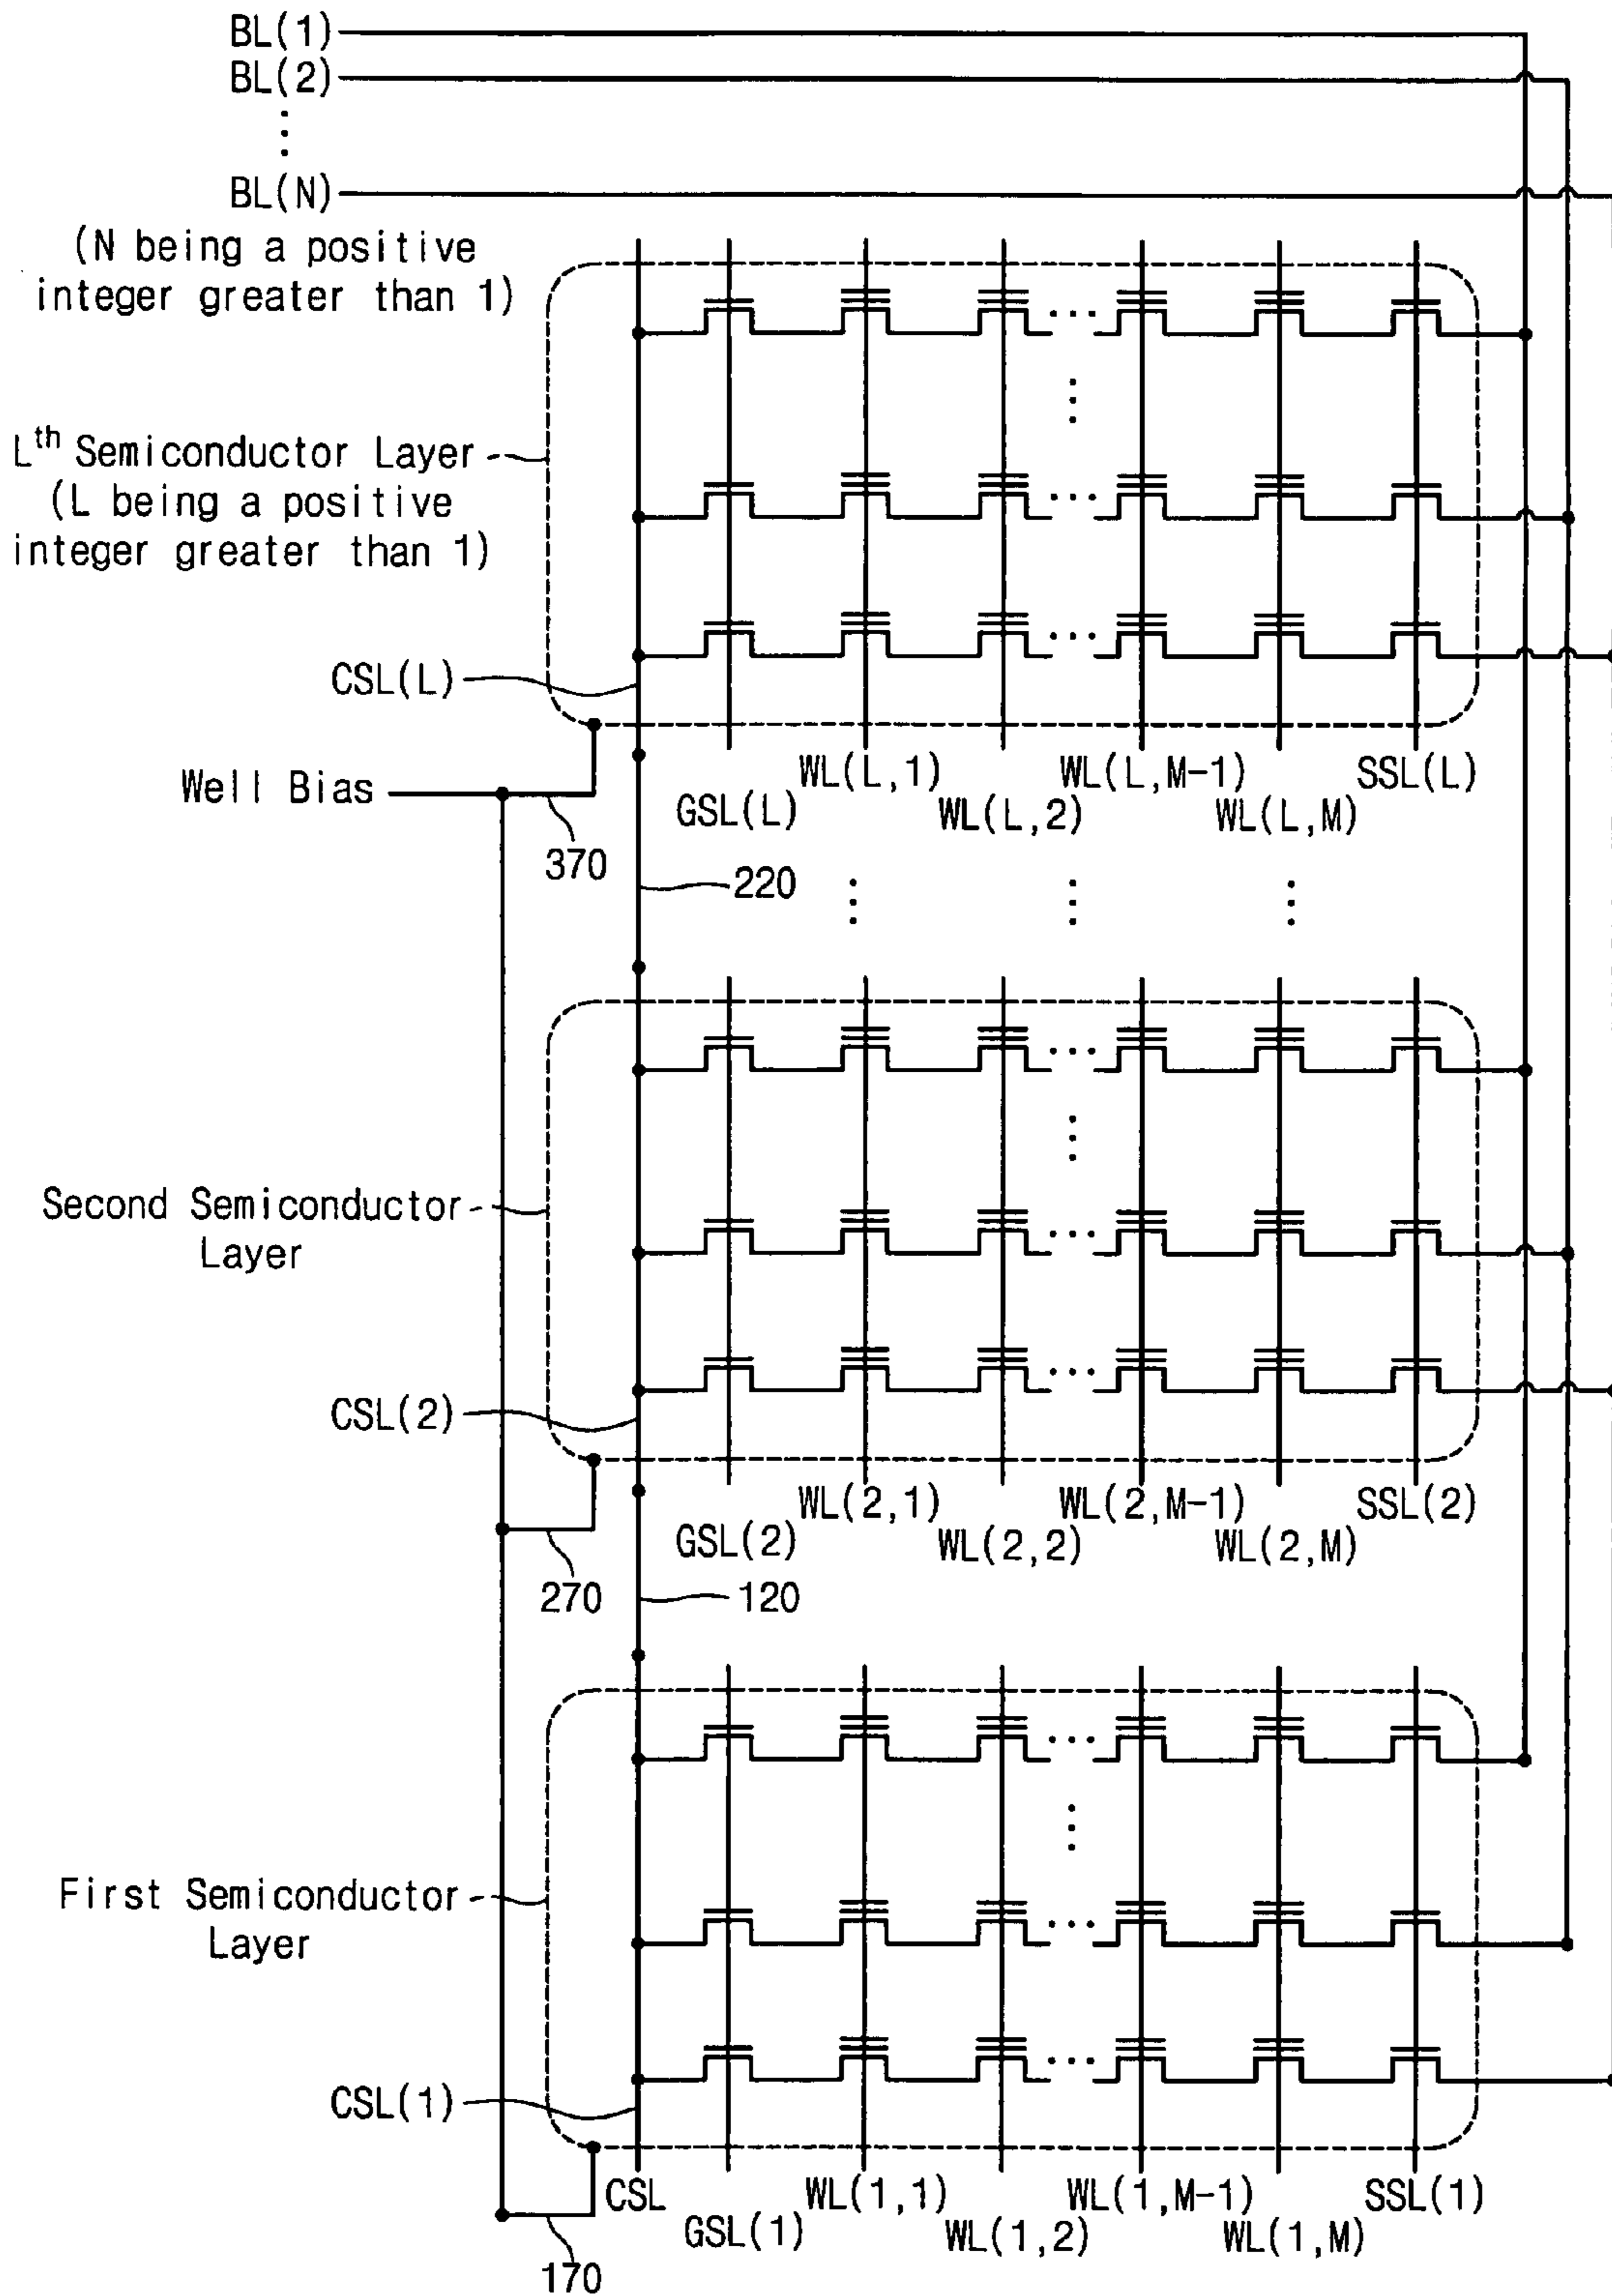 BL(1)
BL(2)
BL(N)
(N being a positive
integer greater than 1)
Lth Semiconductor Layer
(L being a positive
integer greater than 1)
CSL(L)
Well Bias
370
220
WL(L,1)
WL(L,M-1)
SSL(L)
GSL(L)
WL(L,2)
WL(L,M)
Second Semiconductor
Layer
CSL(2)
270
120
WL(2,1)
WL(2,M-1)
SSL(2)
GSL(2)
WL(2,2)
WL(2,M)
First Semiconductor
Layer
CSL(1)
170
CSL
WL(1,1)
WL(1,M-1)
SSL(1)
GSL(1)
WL(1,2)
WL(1,M)